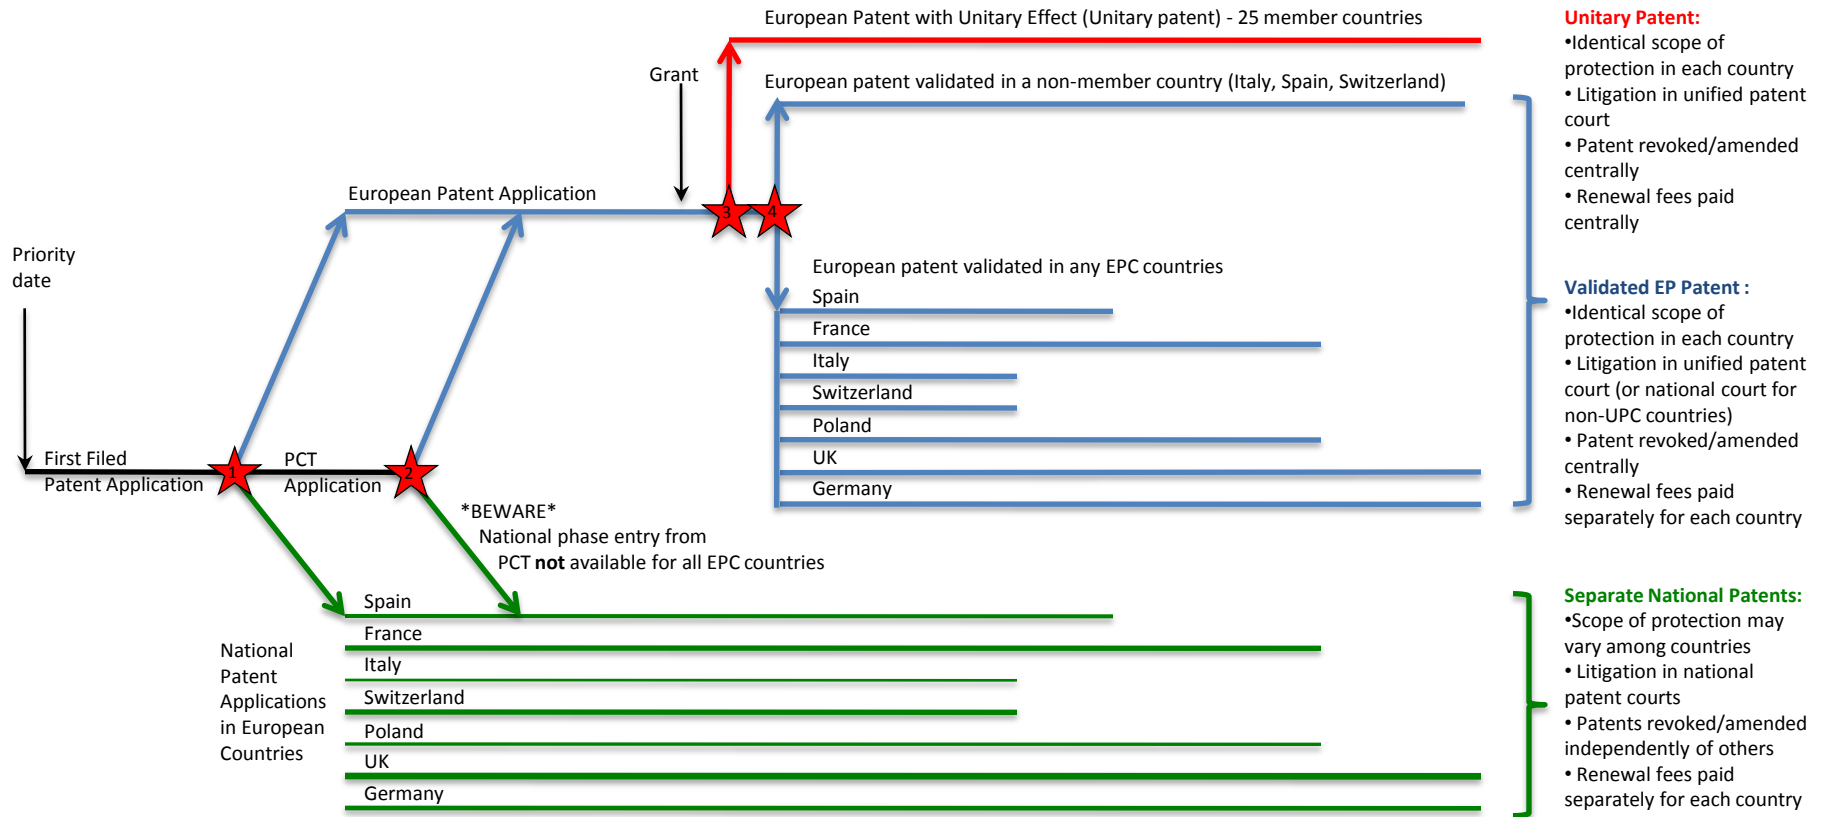 European Patent with Unitary Effect (Unitary patent) - 25 member countries
Grant
European patent validated in a non-member country (Italy, Spain, Switzerland)
European Patent Application
3
4
Priority
date
European patent validated in any EPC countries
Spain
France
Italy
Switzerland
Poland
UK
Germany
First Filed
Patent Application
1
PCT
Application
2
*BEWARE*
National phase entry from
PCT not available for all EPC countries
National
Patent
Applications
in European
Countries
Spain
France
Italy
Switzerland
Poland
UK
Germany
Unitary Patent:
•Identical scope of
protection in each country
• Litigation in unified patent
court
• Patent revoked/amended
centrally
• Renewal fees paid
centrally
Validated EP Patent :
•Identical scope of
protection in each country
• Litigation in unified patent
court (or national court for
non-UPC countries)
• Patent revoked/amended
centrally
• Renewal fees paid
separately for each country
Separate National Patents:
•Scope of protection may
vary among countries
• Litigation in national
patent courts
• Patents revoked/amended
independently of others
• Renewal fees paid
separately for each country